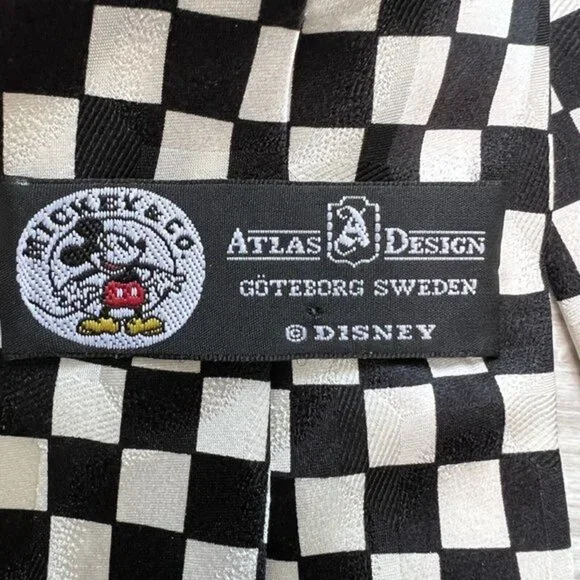 MICKEY & CO
ATLAS A DESIGN
GÖTEBORG SWEDEN
© DISNEY